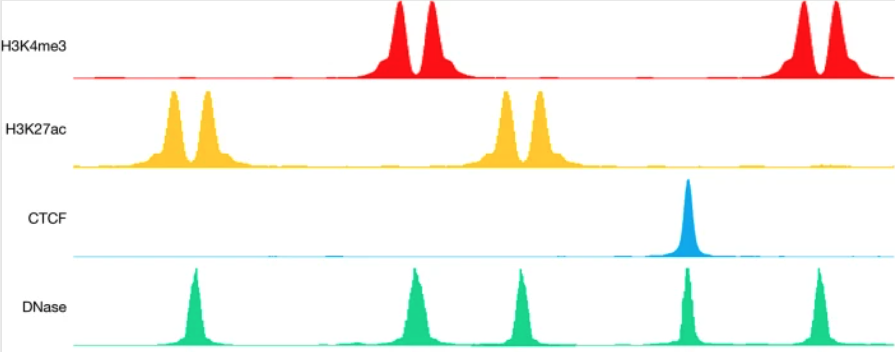 H3K4me3
H3K27ac
CTCF
DNase